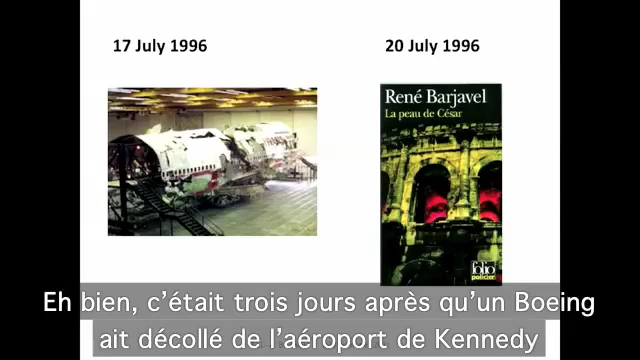 17 July 1996
20 July 1996
René Barjavel
La peau de César
folio
policier
Eh bien, c'était trois jours après qu'un Boeing
ait décollé de l'aéroport de Kennedy